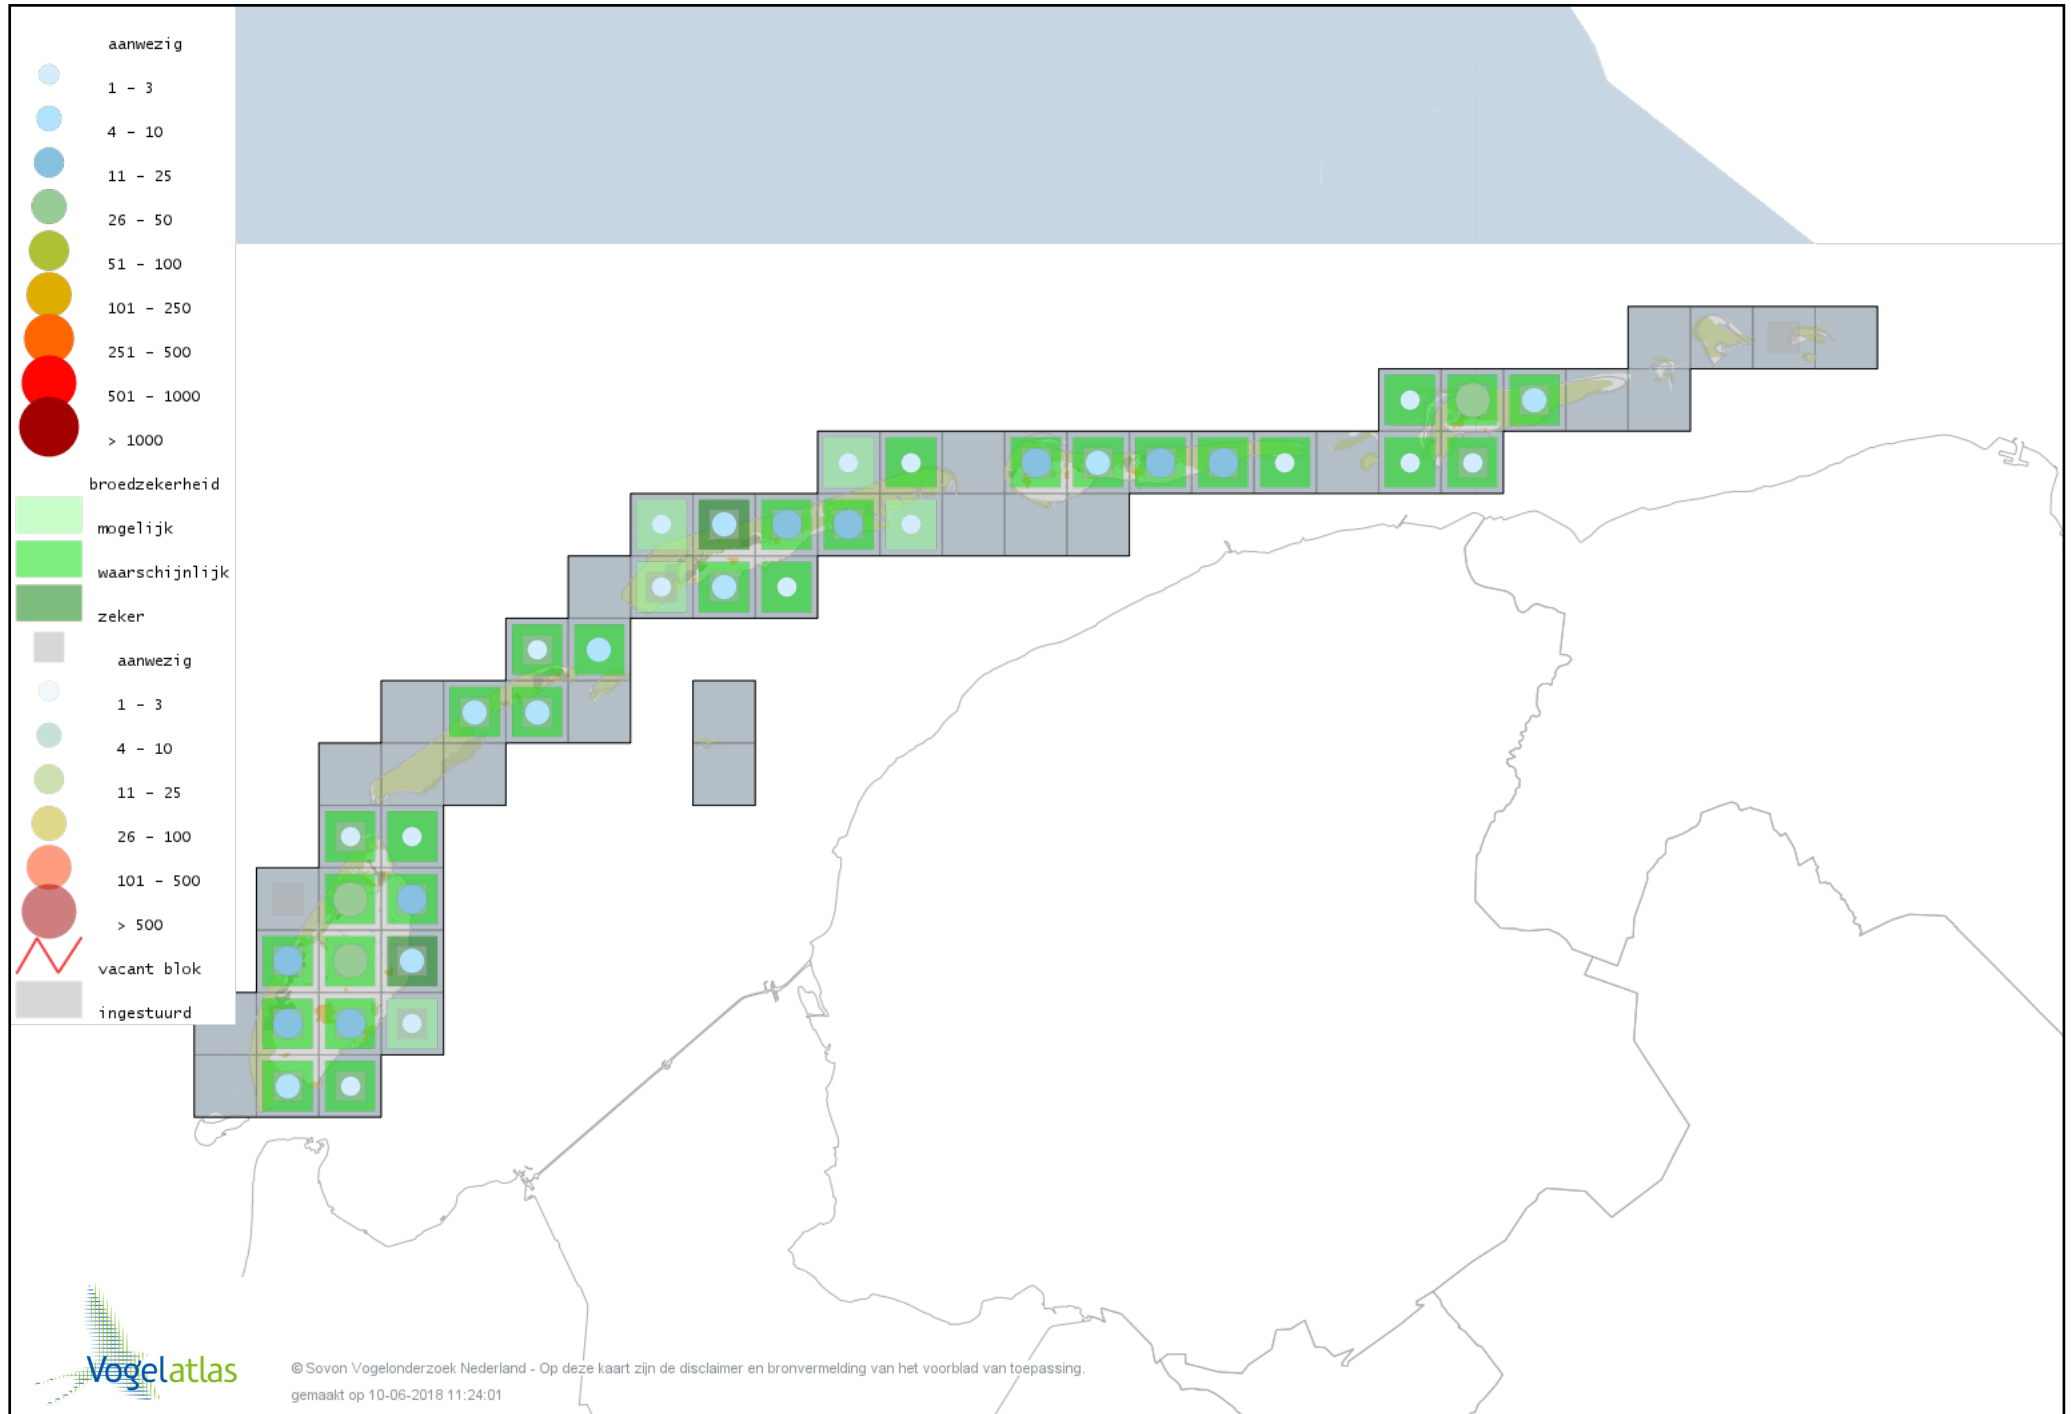 aanwezig
1 - 3
4 - 10
11 - 25
26 - 50
51 - 100
101 - 250
251 - 500
501 - 1000
> 1000
broedzekerheid
mogelijk
waarschijnlijk
zeker
aanwezig
1 - 3
4 - 10
11 - 25
26 - 100
101 - 500
> 500
vacant blok
ingestuurd
Vogelatlas
© Sovon Vogelonderzoek Nederland - Op deze kaart zijn de disclaimer en bronvermelding van het voorblad van toepassing.
gemaakt op 10-06-2018 11:24:01